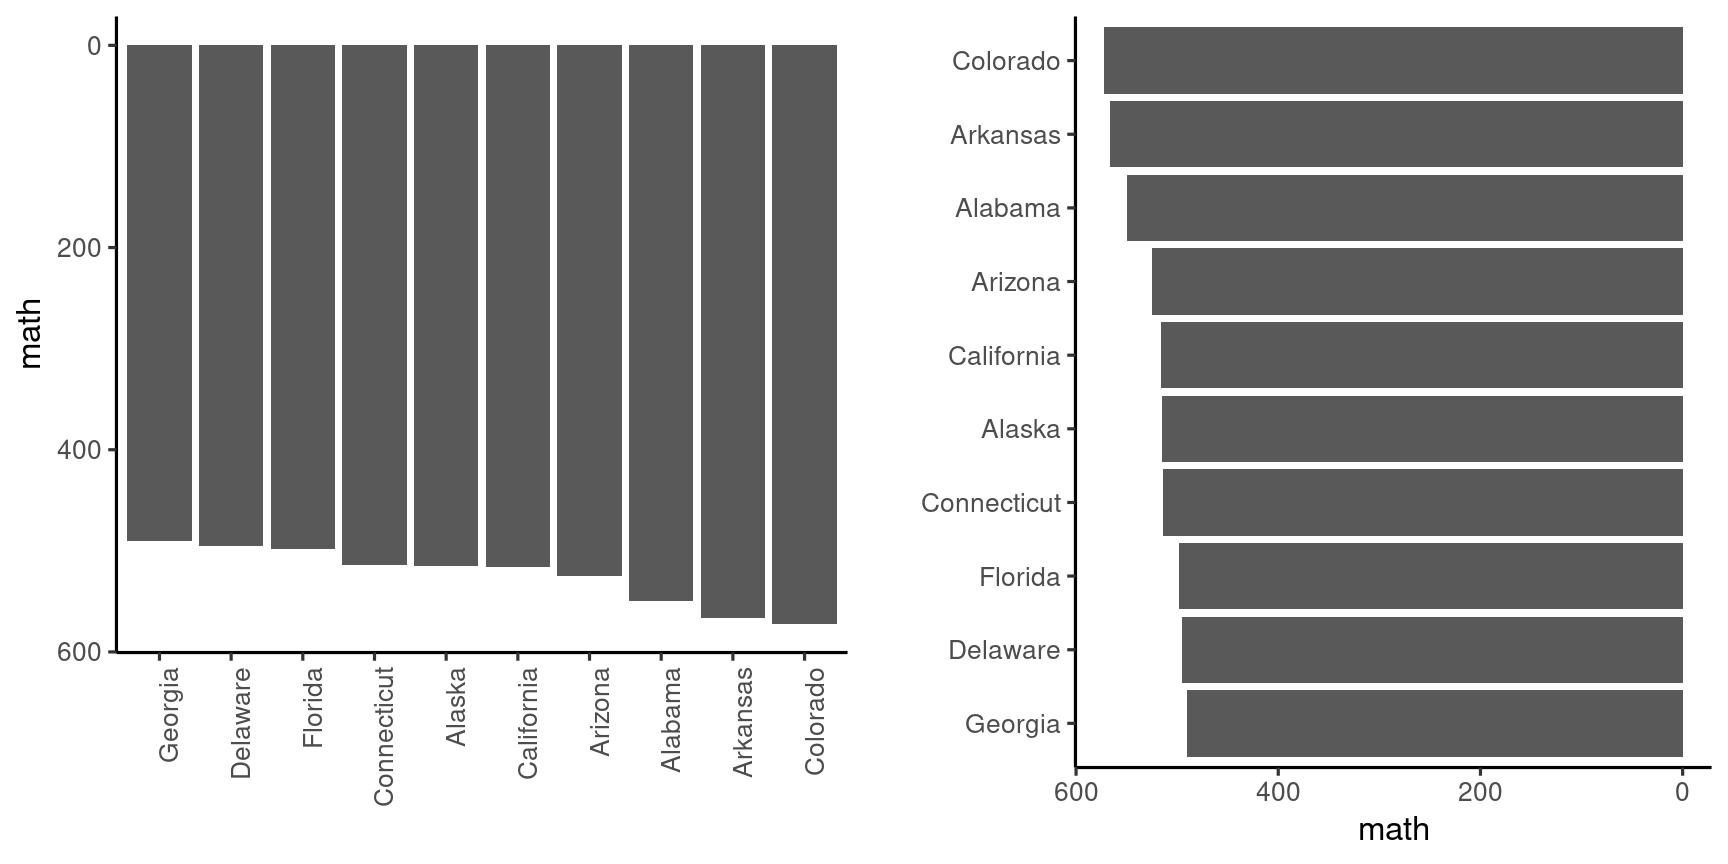 0
200
400
600
math
Georgia
Delaware
Florida
Connecticut
Alaska
California
Arizona
Alabama
Arkansas
Colorado
Colorado
Arkansas
Alabama
Arizona
California
Alaska
Connecticut
Florida
Delaware
Georgia
600 400 200 0
math